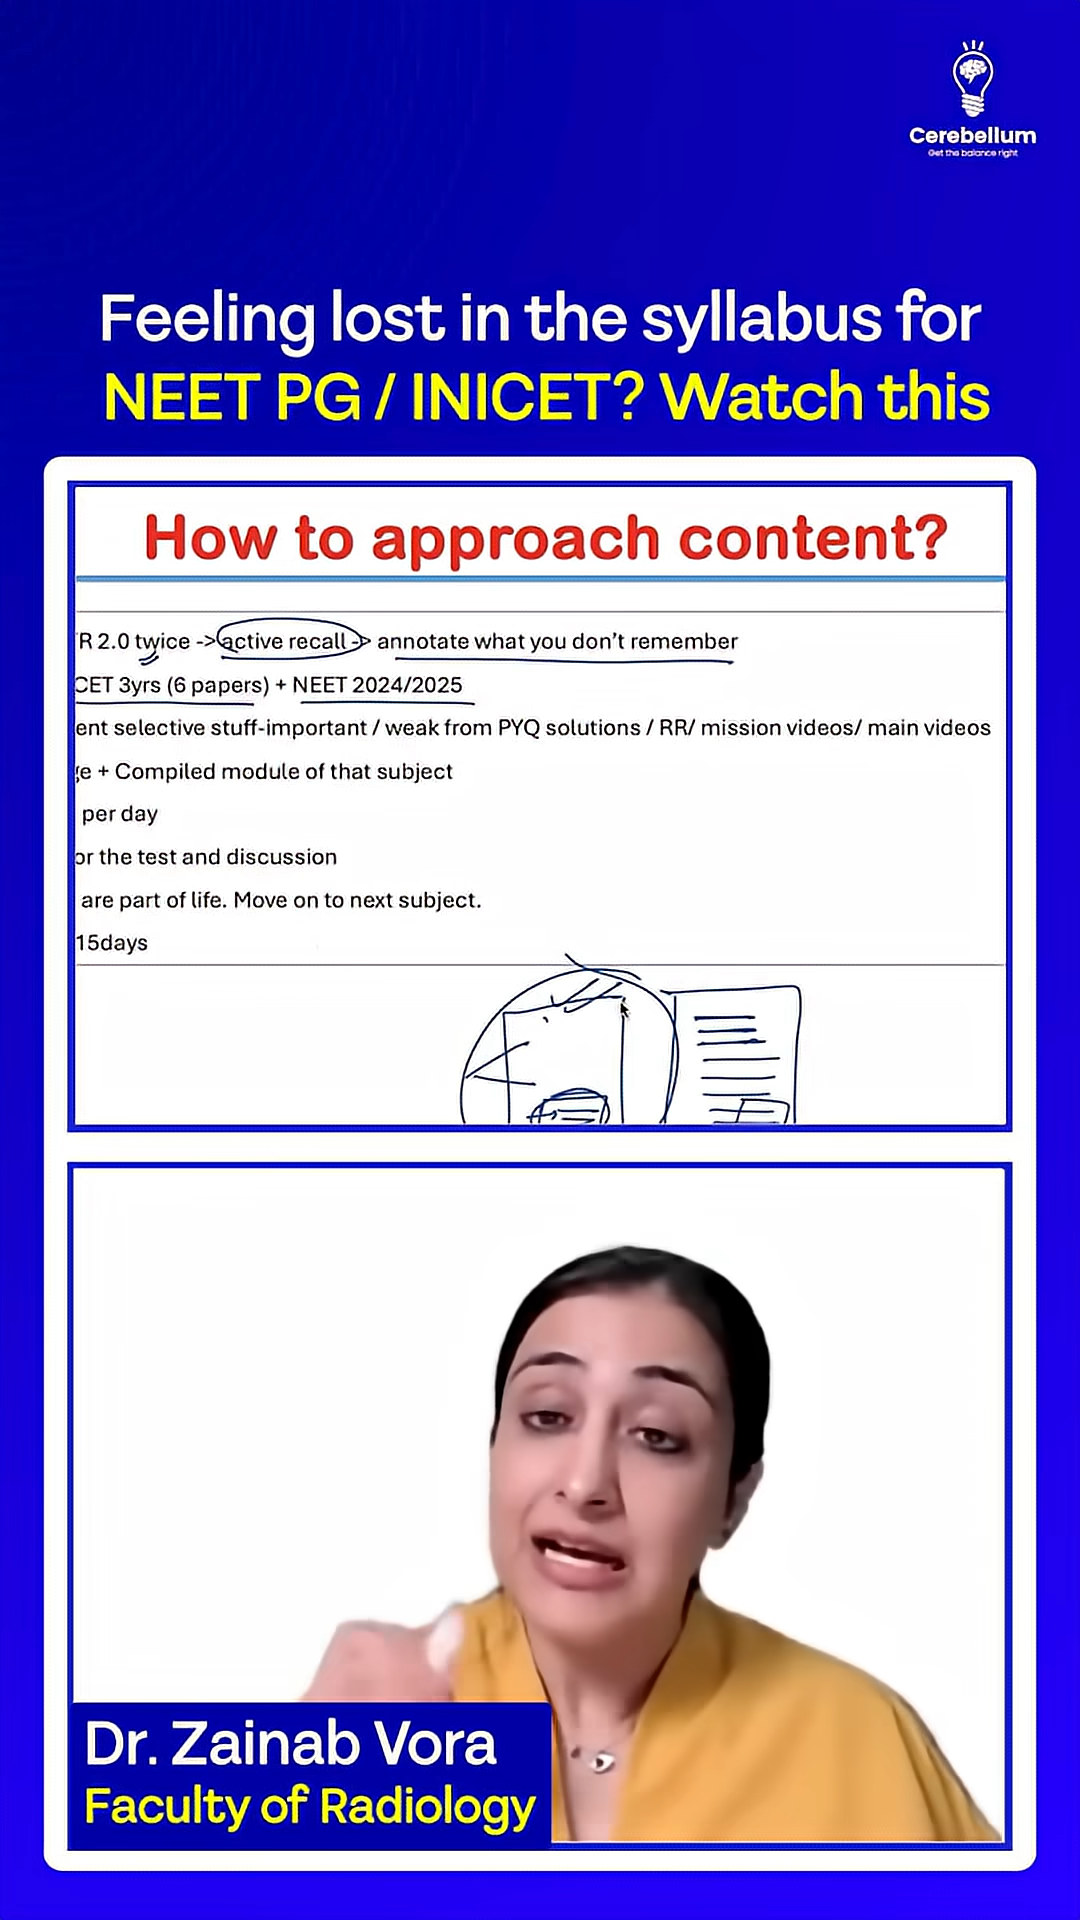 Cerebellum
Get the balance right
Feeling lost in the syllabus for
NEET PG / INICET? Watch this
How to approach content?
R 2.0 twice -> active recall -> annotate what you don't remember
CET 3yrs (6 papers) + NEET 2024/2025
ent selective stuff-important / weak from PYQ solutions / RR/ mission videos/ main videos
e + Compiled module of that subject
per day
or the test and discussion
are part of life. Move on to next subject.
15days
Dr. Zainab Vora
Faculty of Radiology